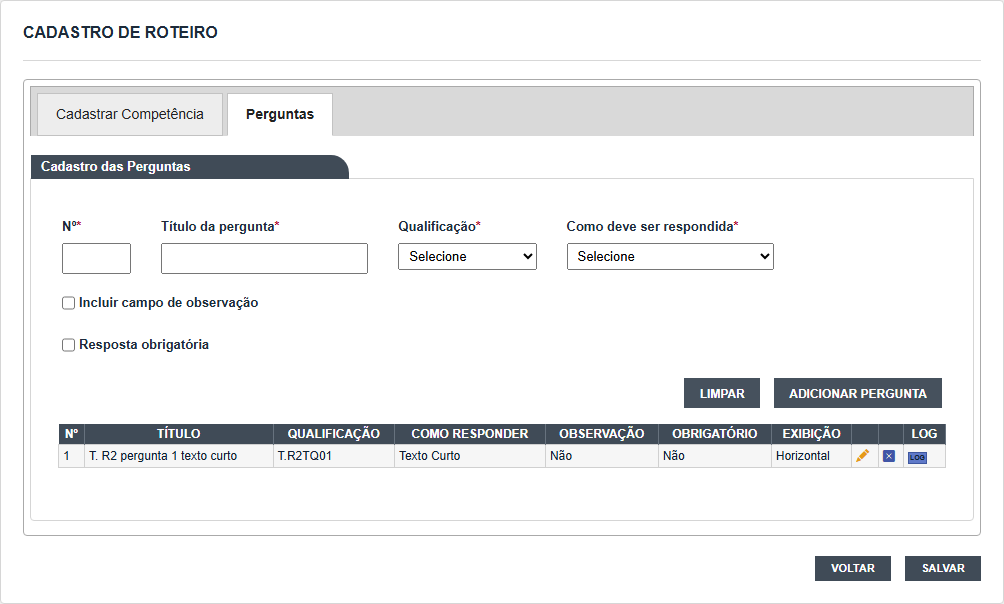 CADASTRO DE ROTEIRO
Cadastrar Competência Perguntas
Cadastro das Perguntas
Nº* Título da pergunta* Qualificação* Como deve ser respondida*
Selecione Selecione
Incluir campo de observação
Resposta obrigatória
LIMPAR ADICIONAR PERGUNTA
Nº TÍTULO QUALIFICAÇÃO COMO RESPONDER OBSERVAÇÃO OBRIGATÓRIO EXIBIÇÃO LOG
1 T. R2 pergunta 1 texto curto T.R2TQ01 Texto Curto Não Não Horizontal LOG
VOLTAR SALVAR